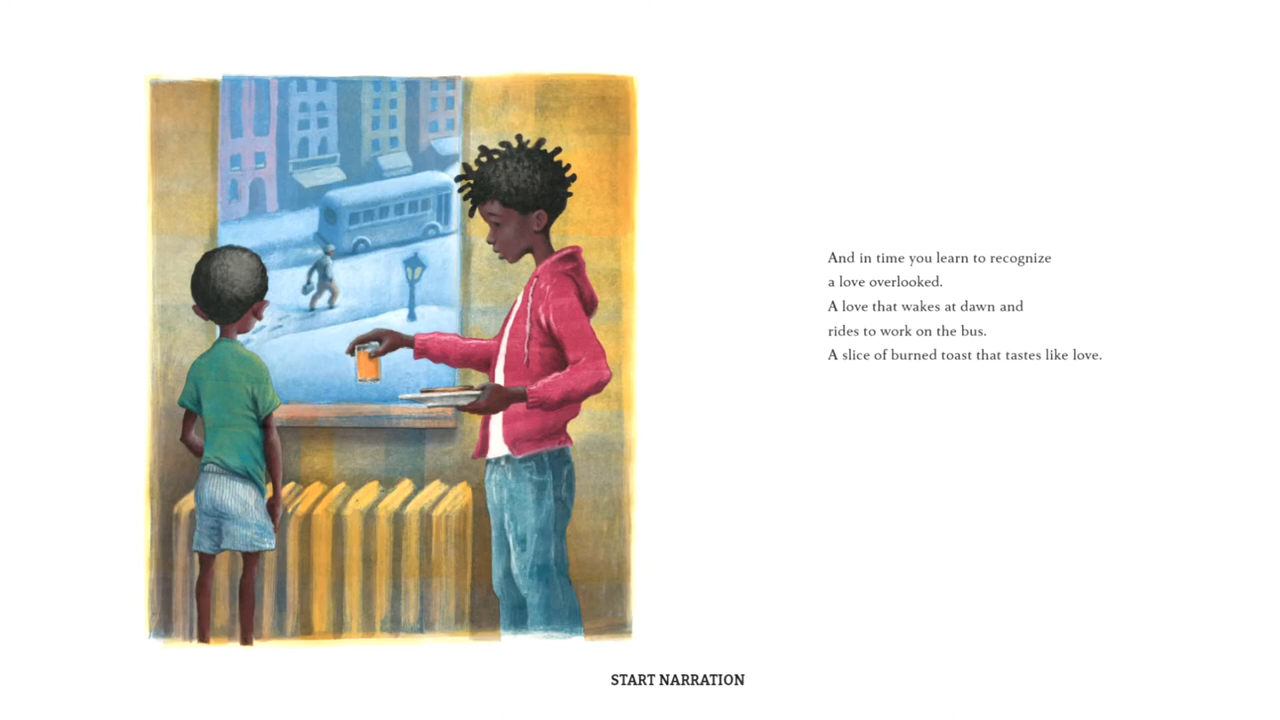 And in time you learn to recognize
a love overlooked.
A love that wakes at dawn and
rides to work on the bus.
A slice of burned toast that tastes like love.
START NARRATION